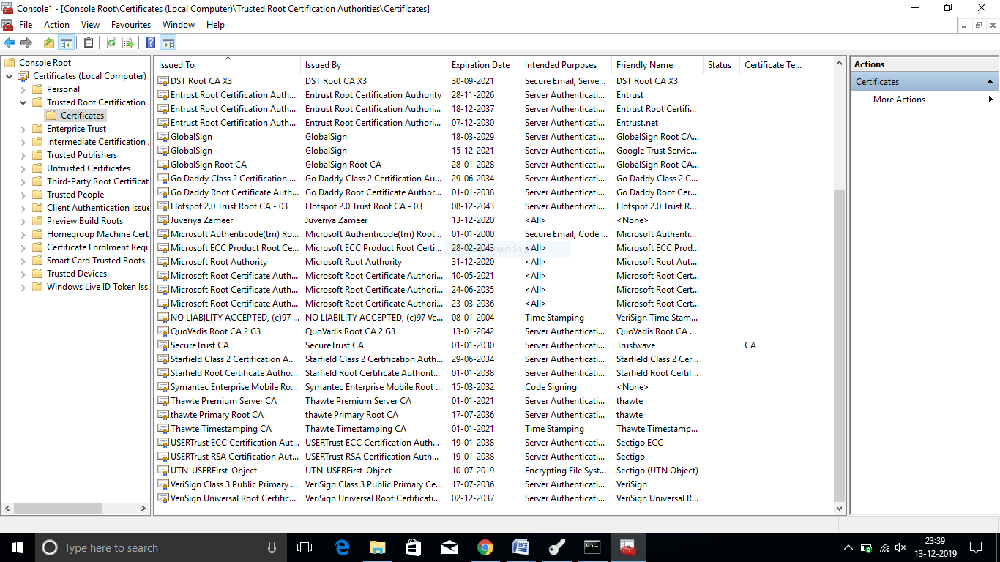 Console1 - [Console Root\Certificates (Local Computer)\Trusted Root Certification Authorities\Certificates]
File Action View Favourites Window Help
Console Root
Certificates (Local Computer)
Personal
Trusted Root Certification
Certificates
Enterprise Trust
Intermediate Certification
Trusted Publishers
Untrusted Certificates
Third-Party Root Certificat
Trusted People
Client Authentication Issue
Preview Build Roots
Homegroup Machine Cert
Certificate Enrolment Requ
Smart Card Trusted Roots
Trusted Devices
Windows Live ID Token Issu
Issued To Issued By Expiration Date Intended Purposes Friendly Name Status Certificate Te...
DST Root CA X3 DST Root CA X3 30-09-2021 Secure Email, Serve... DST Root CA X3
Entrust Root Certification Auth... Entrust Root Certification Authority 28-11-2026 Server Authenticati... Entrust
Entrust Root Certification Auth... Entrust Root Certification Authori... 18-12-2037 Server Authenticati... Entrust Root Certifi...
Entrust Root Certification Auth... Entrust Root Certification Authori... 07-12-2030 Server Authenticati... Entrust.net
GlobalSign GlobalSign 18-03-2029 Server Authenticati... GlobalSign Root CA...
GlobalSign GlobalSign 15-12-2021 Server Authenticati... Google Trust Servic...
GlobalSign Root CA GlobalSign Root CA 28-01-2028 Server Authenticati... GlobalSign Root CA...
Go Daddy Class 2 Certification ... Go Daddy Class 2 Certification Au... 29-06-2034 Server Authenticati... Go Daddy Class 2 C...
Go Daddy Root Certificate Auth... Go Daddy Root Certificate Author... 01-01-2038 Server Authenticati... Go Daddy Root Cer...
Hotspot 2.0 Trust Root CA - 03 Hotspot 2.0 Trust Root CA - 03 08-12-2043 Server Authenticati... Hotspot 2.0 Trust R...
Juveriya Zameer Juveriya Zameer 13-12-2020 <All> <None>
Microsoft Authenticode(tm) Ro... Microsoft Authenticode(tm) Root... 01-01-2000 Secure Email, Code ... Microsoft Authenti...
Microsoft ECC Product Root Ce... Microsoft ECC Product Root Certi... 28-02-2043 <All> Microsoft ECC Prod...
Microsoft Root Authority Microsoft Root Authority 31-12-2020 <All> Microsoft Root Aut...
Microsoft Root Certificate Auth... Microsoft Root Certificate Authori... 10-05-2021 <All> Microsoft Root Cert...
Microsoft Root Certificate Auth... Microsoft Root Certificate Authori... 24-06-2035 <All> Microsoft Root Cert...
Microsoft Root Certificate Auth... Microsoft Root Certificate Authori... 23-03-2036 <All> Microsoft Root Cert...
NO LIABILITY ACCEPTED, (c)97 ... NO LIABILITY ACCEPTED, (c)97 Ve... 08-01-2004 Time Stamping VeriSign Time Stam...
QuoVadis Root CA 2 G3 QuoVadis Root CA 2 G3 13-01-2042 Server Authenticati... QuoVadis Root CA ...
SecureTrust CA SecureTrust CA 01-01-2030 Server Authenticati... Trustwave CA
Starfield Class 2 Certification A... Starfield Class 2 Certification Auth... 29-06-2034 Server Authenticati... Starfield Class 2 Cer...
Starfield Root Certificate Autho... Starfield Root Certificate Authorit... 01-01-2038 Server Authenticati... Starfield Root Certif...
Symantec Enterprise Mobile Ro... Symantec Enterprise Mobile Root ... 15-03-2032 Code Signing <None>
Thawte Premium Server CA Thawte Premium Server CA 01-01-2021 Server Authenticati... thawte
thawte Primary Root CA thawte Primary Root CA 17-07-2036 Server Authenticati... thawte
Thawte Timestamping CA Thawte Timestamping CA 01-01-2021 Time Stamping Thawte Timestamp...
USERTrust ECC Certification Aut... USERTrust ECC Certification Auth... 19-01-2038 Server Authenticati... Sectigo ECC
USERTrust RSA Certification Aut... USERTrust RSA Certification Auth... 19-01-2038 Server Authenticati... Sectigo
UTN-USERFirst-Object UTN-USERFirst-Object 10-07-2019 Encrypting File Syst... Sectigo (UTN Object)
VeriSign Class 3 Public Primary ... VeriSign Class 3 Public Primary Ce... 17-07-2036 Server Authenticati... VeriSign
VeriSign Universal Root Certific... VeriSign Universal Root Certificati... 02-12-2037 Server Authenticati... VeriSign Universal R...
Actions
Certificates
More Actions
Type here to search
23:39
13-12-2019